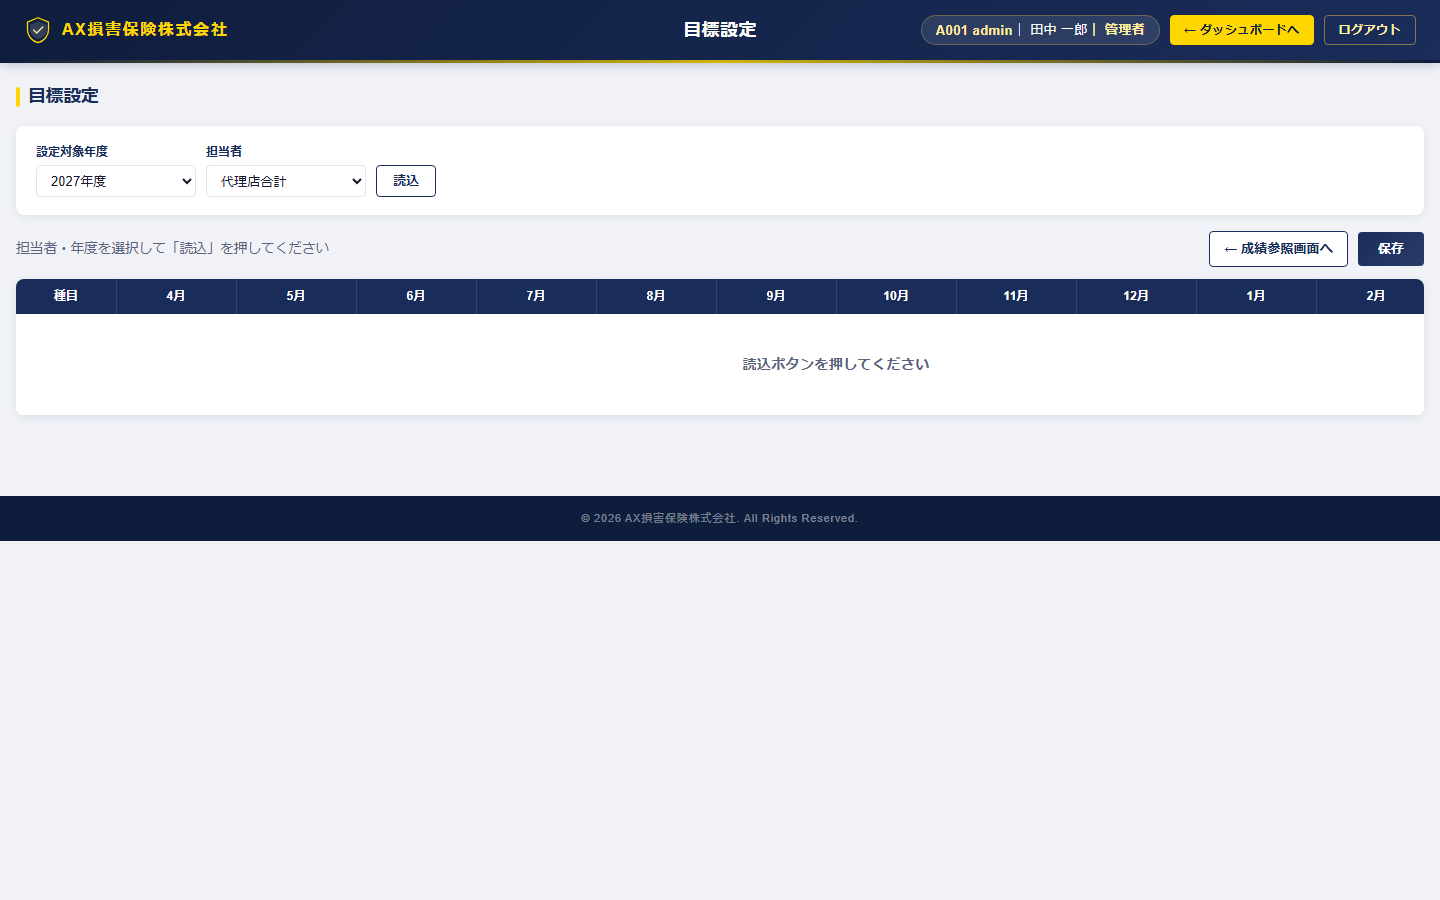 AX損害保険株式会社
目標設定
A001 admin | 田中 一郎 | 管理者
← ダッシュボードへ
ログアウト
目標設定
設定対象年度
担当者
2027年度
代理店合計
読込
担当者・年度を選択して「読込」を押してください
← 成績参照画面へ
保存
種目 4月 5月 6月 7月 8月 9月 10月 11月 12月 1月 2月
読込ボタンを押してください
© 2026 AX損害保険株式会社. All Rights Reserved.